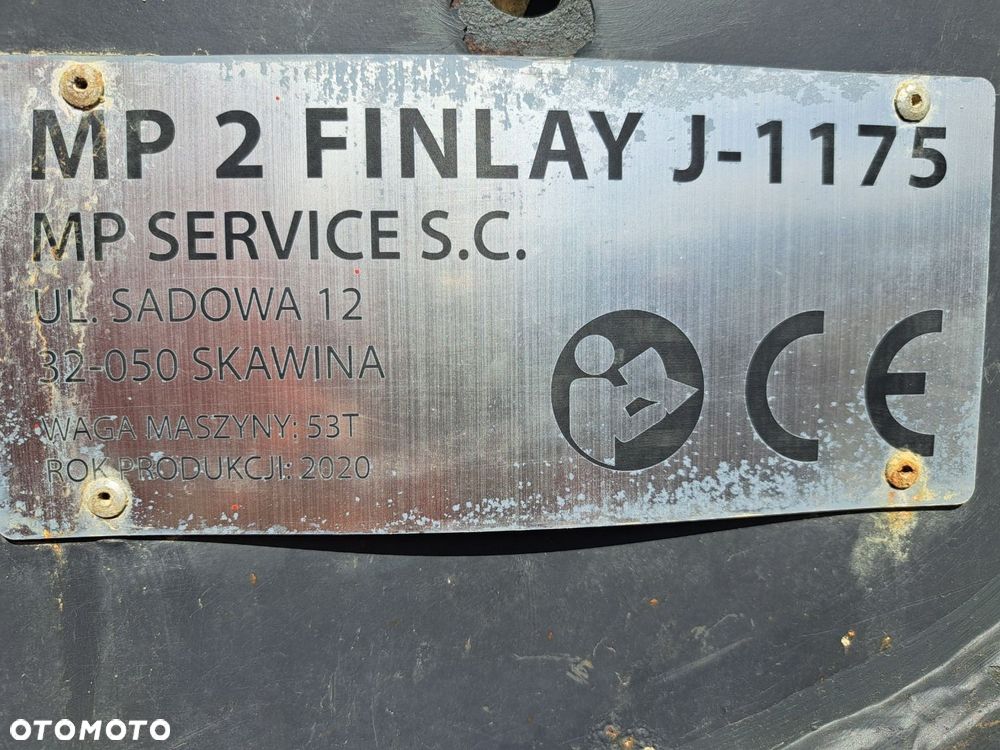 MP 2 FINLAY J-1175
MP SERVICE S.C.
UL. SADOWA 12
32-050 SKAWINA
WAGA MASZYNY: 53T
ROK PRODUKCJI: 2020
CE
OTOMOTO